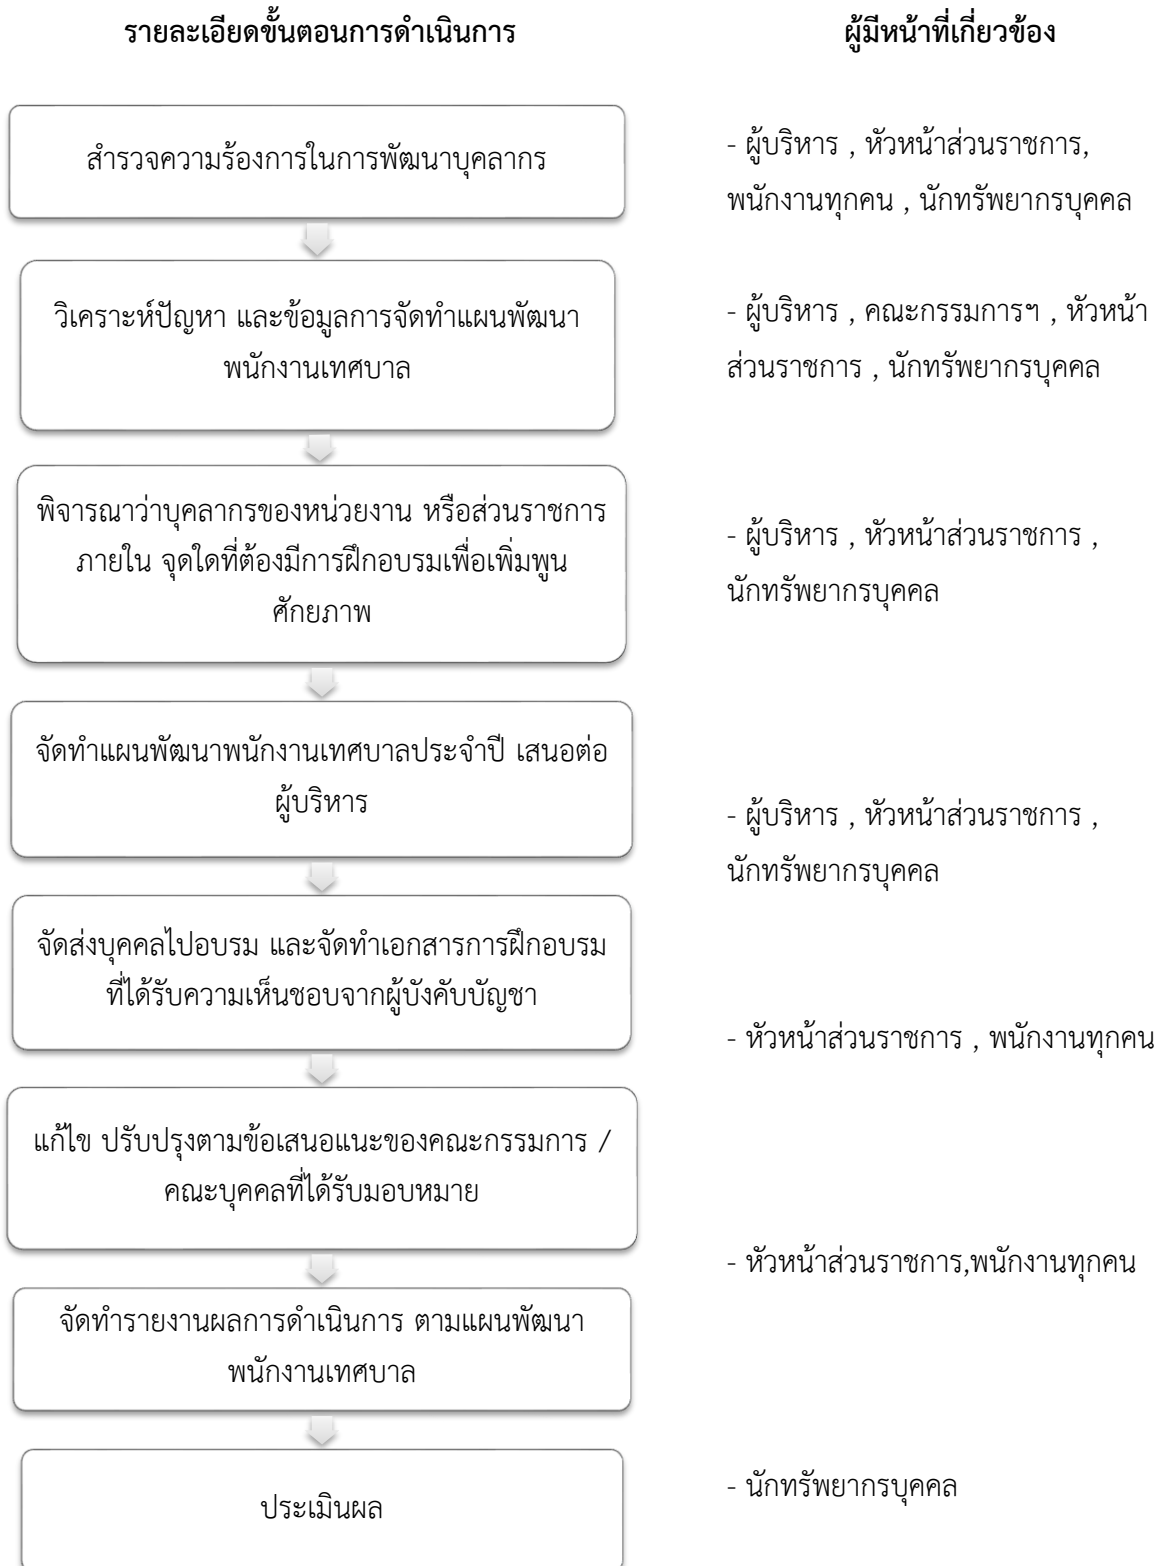 รายละเอียดขั้นตอนการดำเนินการ
ผู้มีหน้าที่เกี่ยวข้อง
สำรวจความร้องการในการพัฒนาบุคลากร
- ผู้บริหาร , หัวหน้าส่วนราชการ,
พนักงานทุกคน , นักทรัพยากรบุคคล
วิเคราะห์ปัญหา และข้อมูลการจัดทำแผนพัฒนา
พนักงานเทศบาล
- ผู้บริหาร , คณะกรรมการฯ , หัวหน้า
ส่วนราชการ , นักทรัพยากรบุคคล
พิจารณาว่าบุคลากรของหน่วยงาน หรือส่วนราชการ
ภายใน จุดใดที่ต้องมีการฝึกอบรมเพื่อเพิ่มพูน
ศักยภาพ
- ผู้บริหาร , หัวหน้าส่วนราชการ ,
นักทรัพยากรบุคคล
จัดทำแผนพัฒนาพนักงานเทศบาลประจำปี เสนอต่อ
ผู้บริหาร
- ผู้บริหาร , หัวหน้าส่วนราชการ ,
นักทรัพยากรบุคคล
จัดส่งบุคคลไปอบรม และจัดทำเอกสารการฝึกอบรม
ที่ได้รับความเห็นชอบจากผู้บังคับบัญชา
- หัวหน้าส่วนราชการ , พนักงานทุกคน
แก้ไข ปรับปรุงตามข้อเสนอแนะของคณะกรรมการ /
คณะบุคคลที่ได้รับมอบหมาย
- หัวหน้าส่วนราชการ,พนักงานทุกคน
จัดทำรายงานผลการดำเนินการ ตามแผนพัฒนา
พนักงานเทศบาล
ประเมินผล
- นักทรัพยากรบุคคล